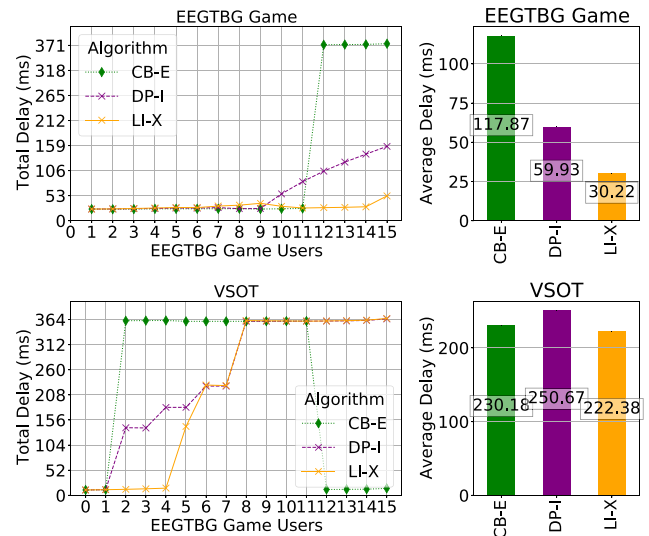 EEGTBG Game
Total Delay (ms)
371
318
265
212
159
106
53
0
Algorithm
CB-E
DP-I
LI-X
1 2 3 4 5 6 7 8 9 10 11 12 13 14 15
EEGTBG Game Users
EEGTBG Game
Average Delay (ms)
100
75
50
25
0
117.87
59.93
30.22
CB-E DP-I LI-X
VSOT
Total Delay (ms)
364
312
260
208
156
104
52
0
Algorithm
CB-E
DP-I
LI-X
0 1 2 3 4 5 6 7 8 9 10 11 12 13 14 15
EEGTBG Game Users
VSOT
Average Delay (ms)
200
100
0
230.18 250.67 222.38
CB-E DP-I LI-X